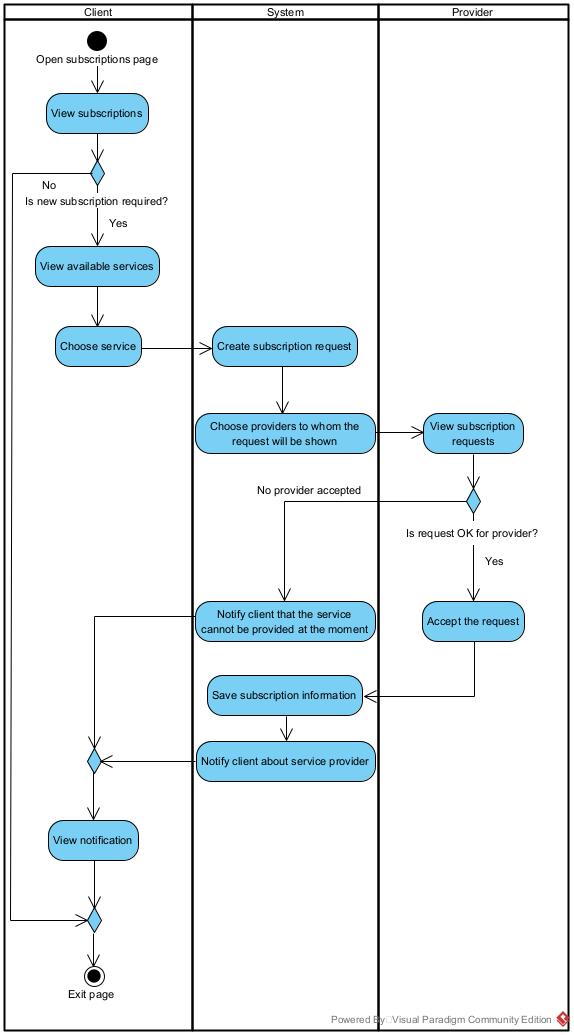 Client
System
Provider
Open subscriptions page
View subscriptions
No
Is new subscription required?
Yes
View available services
Choose service
Create subscription request
Choose providers to whom the
request will be shown
View subscription
requests
No provider accepted
Is request OK for provider?
Yes
Notify client that the service
cannot be provided at the moment
Accept the request
Save subscription information
Notify client about service provider
View notification
Exit page
Powered By Visual Paradigm Community Edition